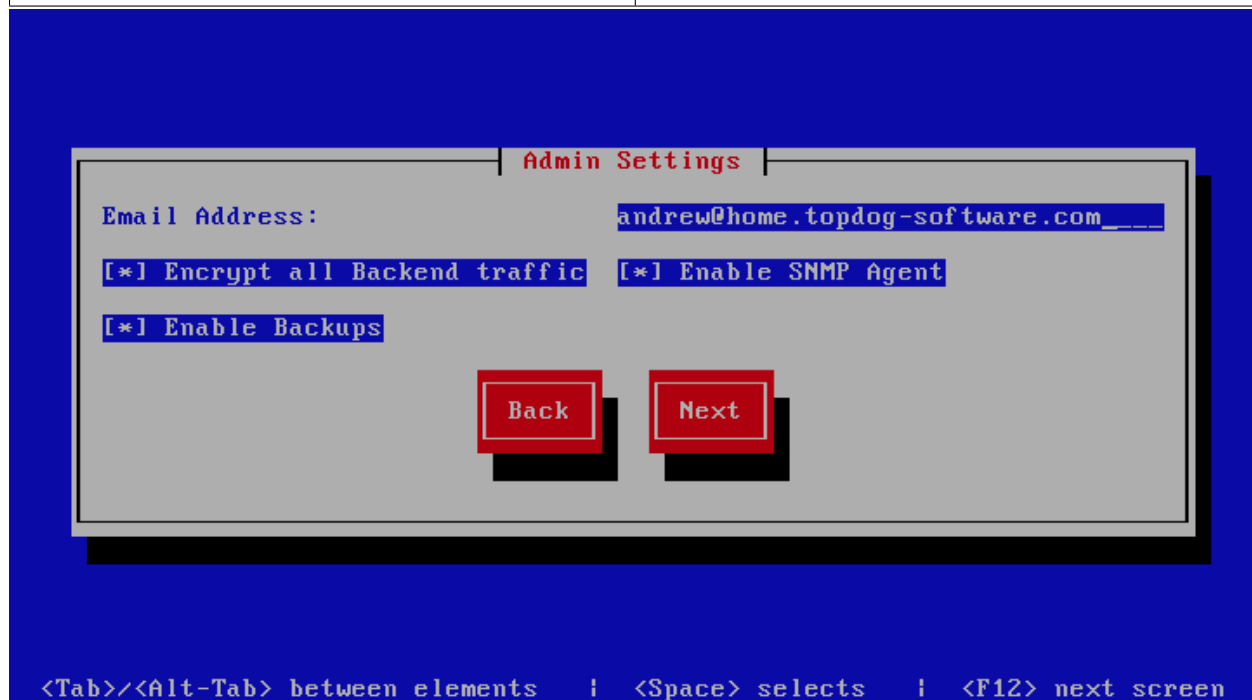 Admin Settings
Email Address: andrew@home.topdog-software.com___
[*] Encrypt all Backend traffic [*] Enable SNMP Agent
[*] Enable Backups
Back Next
<Tab>/<Alt-Tab> between elements | <Space> selects | <F12> next screen